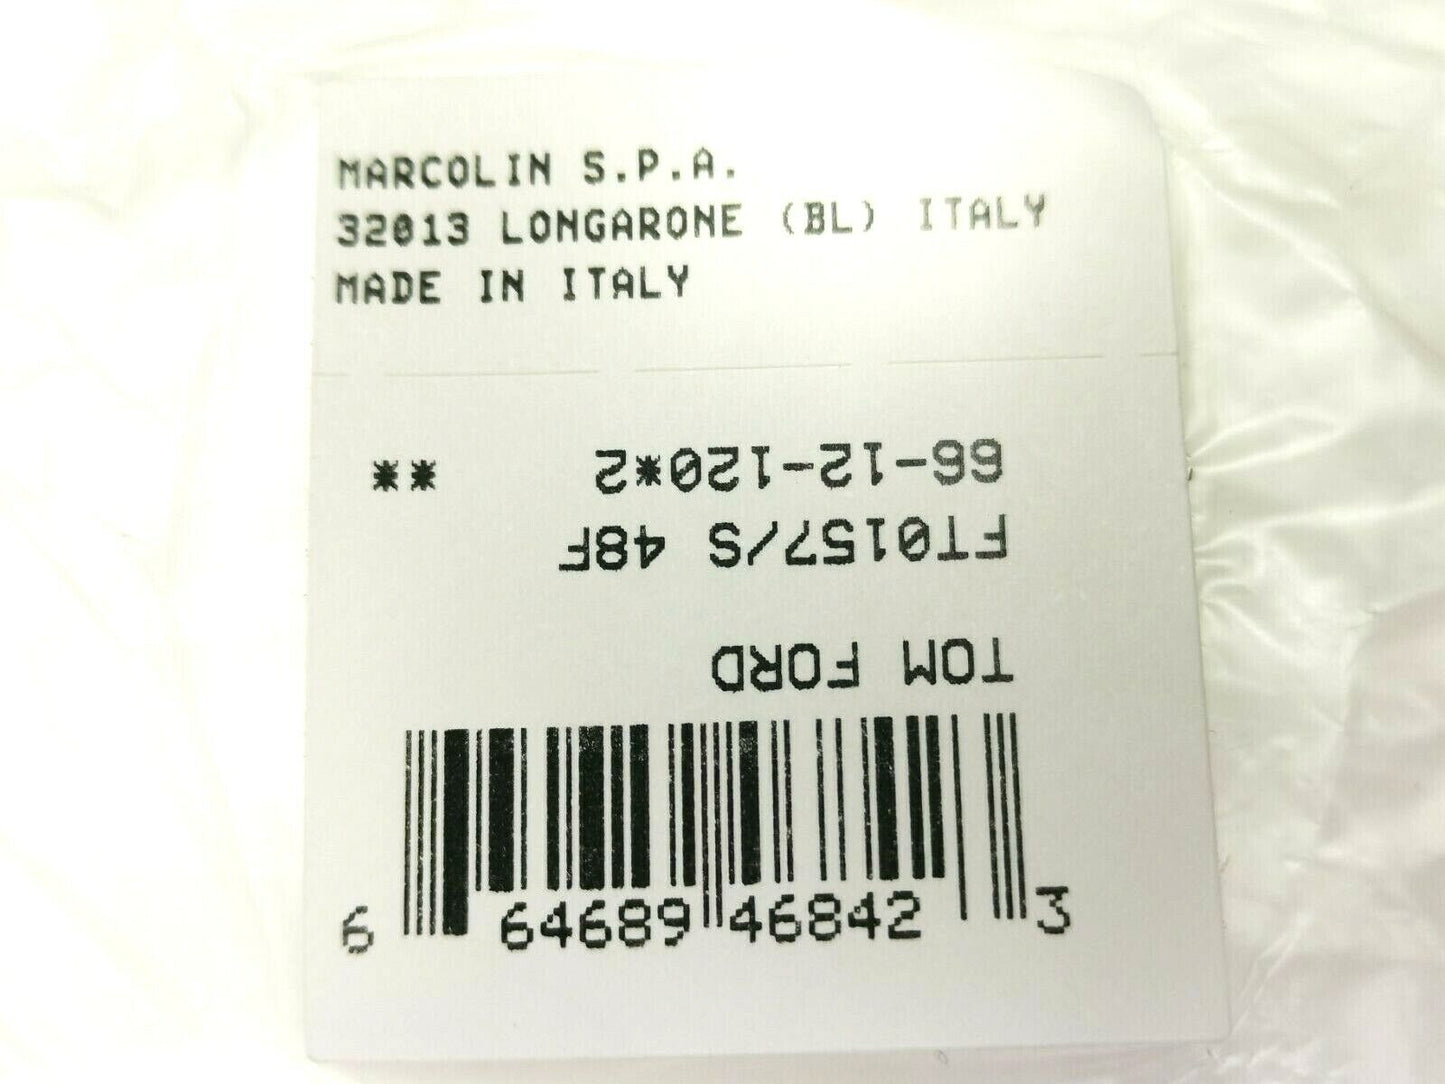 MARCOLIN S.P.A.
32013 LONGARONE (BL) ITALY
MADE IN ITALY
TOM FORD
FT0157/S 48F
66-12-120*2 **
6 64689 46842 3